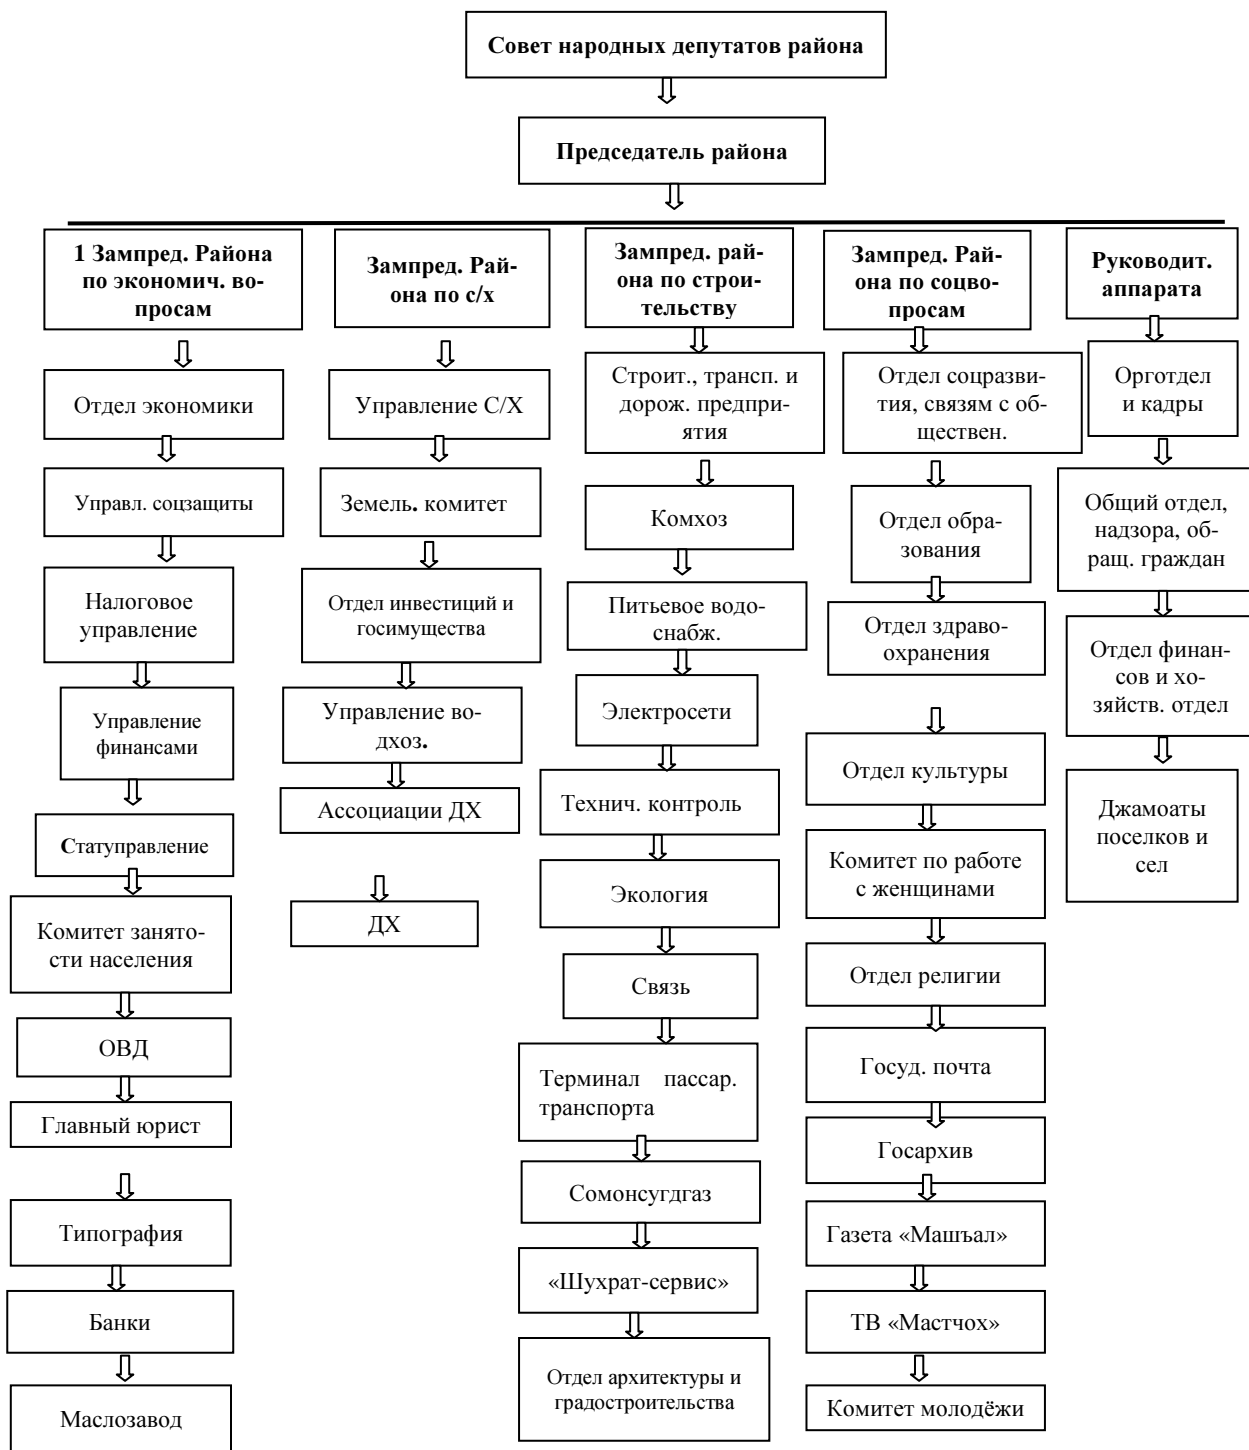 Совет народных депутатов района
Председатель района
1 Зампред. Района
по экономич. во-
просам
Отдел экономики
Управл. соцзащиты
Налоговое
управление
Управление
финансами
Статуправление
Комитет занято-
сти населения
ОВД
Главный юрист
Типография
Банки
Маслозавод
Зампред. Рай-
она по с/х
Управление С/Х
Земель. комитет
Отдел инвестиций и
госимущества
Управление во-
дхоз.
Ассоциации ДХ
ДХ
Зампред. рай-
она по строи-
тельству
Строит., трансп. и
дорож. предпри-
ятия
Комхоз
Питьевое водо-
снабж.
Электросети
Технич. контроль
Экология
Связь
Терминал пассар.
транспорта
Сомонсугдгаз
«Шухрат-сервис»
Отдел архитектуры и
градостроительства
Зампред. Рай-
она по соцво-
просам
Отдел соцразви-
тия, связям с об-
ществен.
Отдел обра-
зования
Отдел здраво-
охранения
Отдел культуры
Комитет по работе
с женщинами
Отдел религии
Госуд. почта
Госархив
Газета «Машъал»
ТВ «Мастчох»
Комитет молодёжи
Руководит.
аппарата
Орготдел
и кадры
Общий отдел,
надзора, об-
ращ. граждан
Отдел финан-
сов и хо-
зяйств. отдел
Джамоаты
поселков и
сел